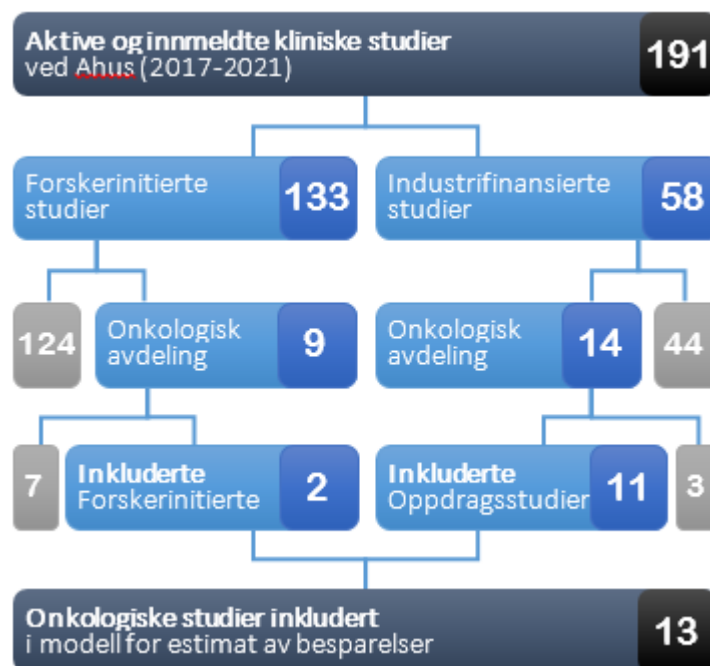 Aktive og innmeldte kliniske studier
ved Ahus (2017-2021)
191
Forskerinitierte
studier
133
Industrifinansierte
studier
58
124
Onkologisk
avdeling
9
Onkologisk
avdeling
14
44
7
Inkluderte
Forskerinitierte
2
Inkluderte
Oppdragsstudier
11
3
Onkologiske studier inkludert
i modell for estimat av besparelser
13